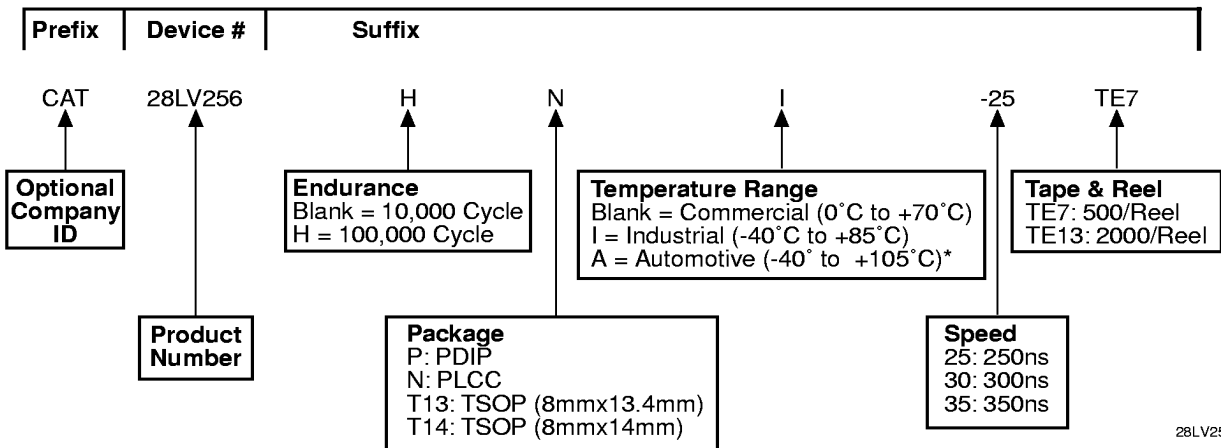 Prefix Device # Suffix
CAT 28LV256 H N I -25 TE7
Optional
Company
ID
Endurance
Blank = 10,000 Cycle
H = 100,000 Cycle
Temperature Range
Blank = Commercial (0˚C to +70˚C)
I = Industrial (-40˚C to +85˚C)
A = Automotive (-40˚ to +105˚C)*
Tape & Reel
TE7: 500/Reel
TE13: 2000/Reel
Product
Number
Package
P: PDIP
N: PLCC
T13: TSOP (8mmx13.4mm)
T14: TSOP (8mmx14mm)
Speed
25: 250ns
30: 300ns
35: 350ns